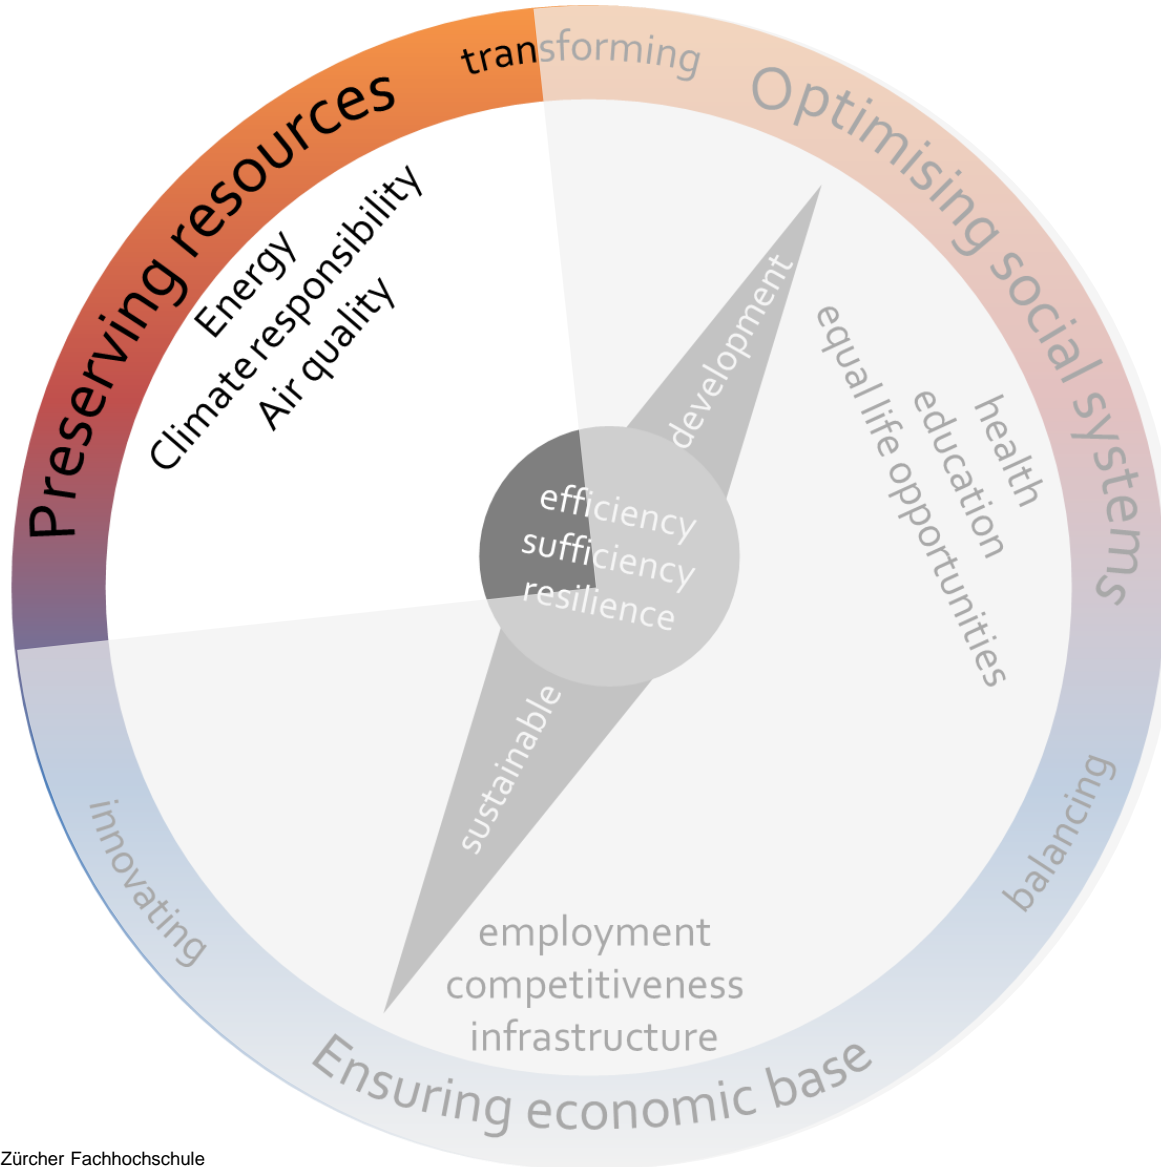 transforming
Preserving resources
Optimising social systems
Energy
Climate responsibility
Air quality
development
equal life opportunities
education
health
efficiency
sufficiency
resilience
sustainable
innovating
balancing
employment
competitiveness
infrastructure
Ensuring economic base
Zürcher Fachhochschule